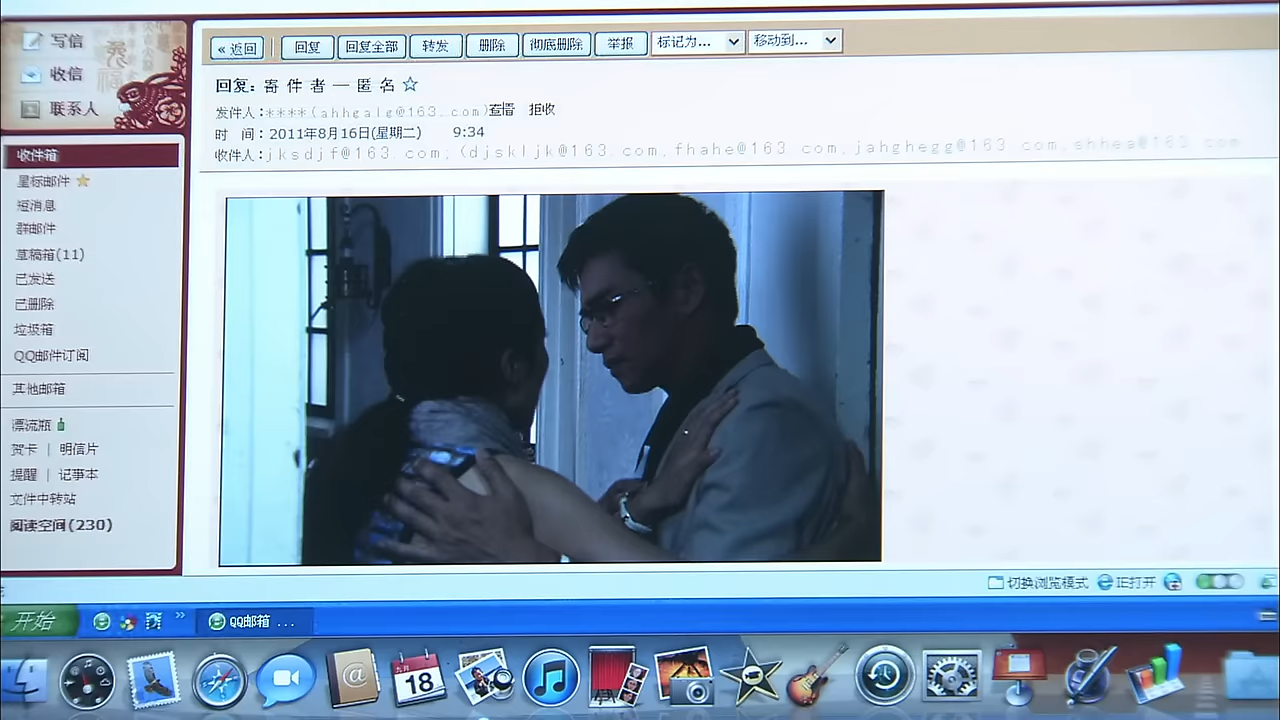 写信
收信
联系人
收件箱
星标邮件
短消息
群邮件
草稿箱(11)
已发送
已删除
垃圾箱
QQ邮件订阅
其他邮箱
漂流瓶
贺卡 | 明信片
提醒 | 记事本
文件中转站
阅读空间(230)
«返回 回复 回复全部 转发 删除 彻底删除 举报 标记为... 移动到...
回复: 寄件者—匿名☆
发件人:****(ahhgalg@163.com) 拒收
时 间:2011年8月16日(星期二) 9:34
收件人:jksdjf@163.com,(djskljk@163.com,fhahe@163.com,jahghegg@163.com,shhea@163.com
切换浏览模式 IE打开
开始 » QQ邮箱 ...
18